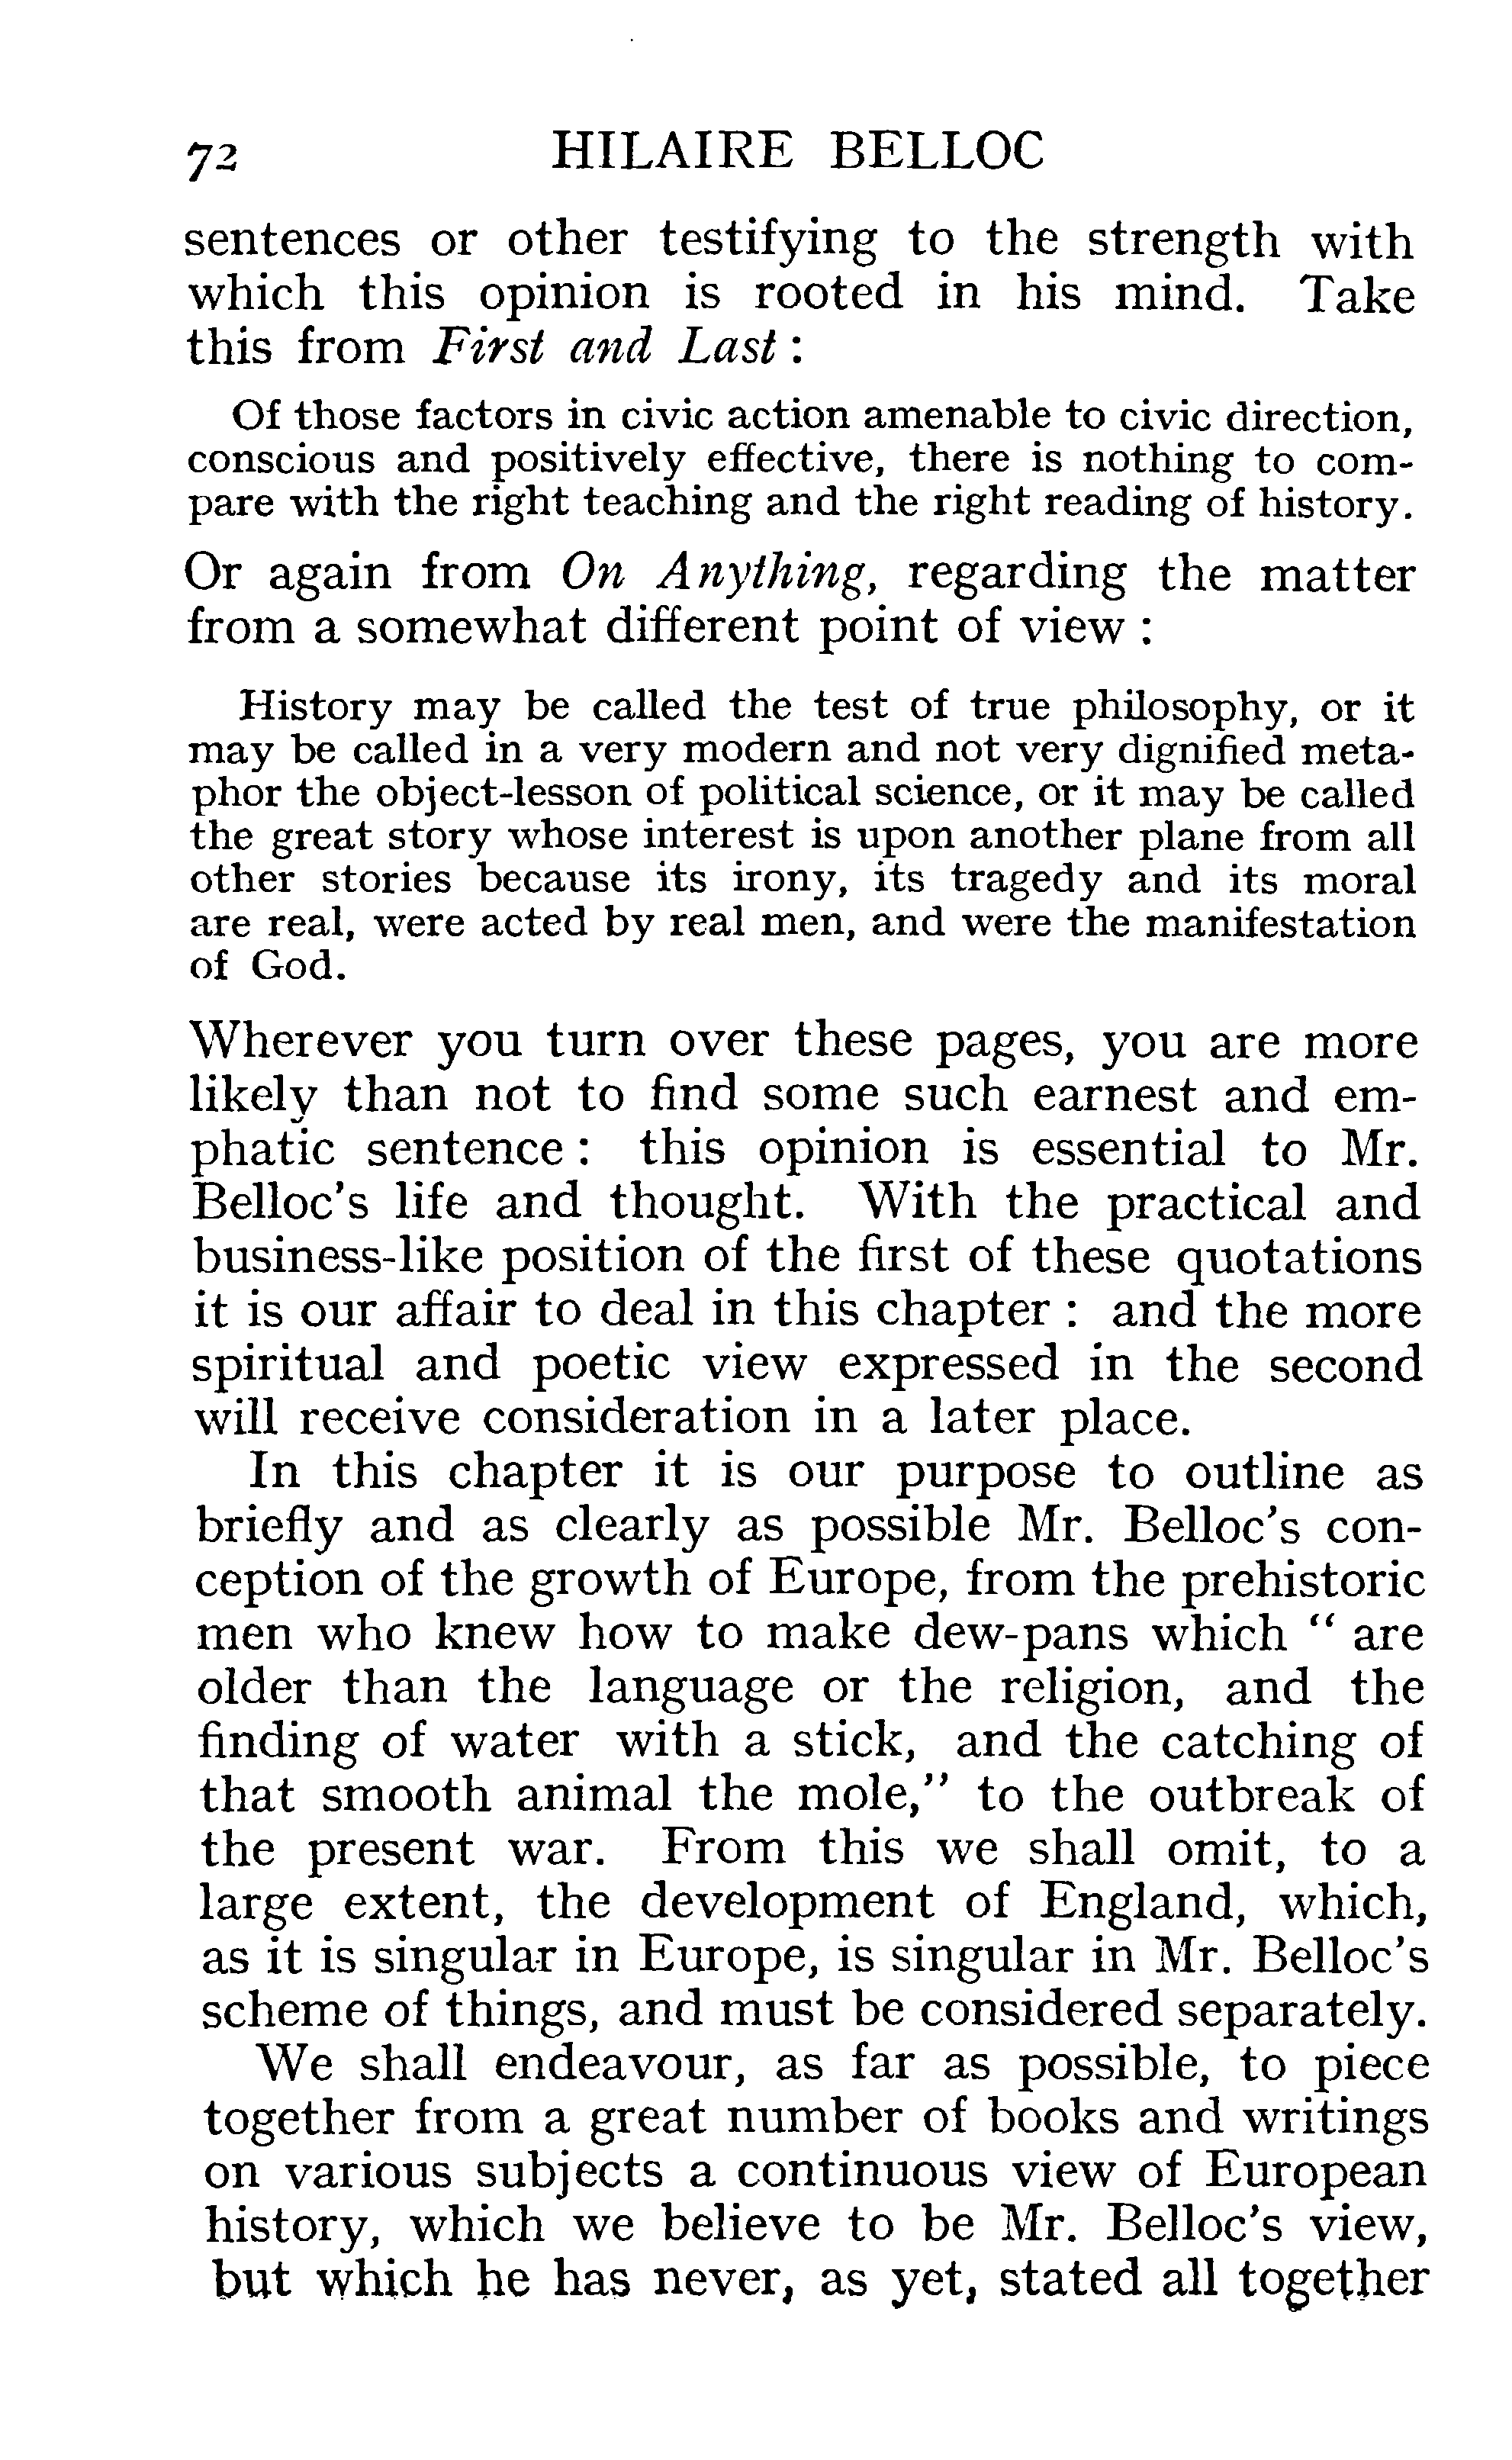 72 HILAIRE BELLOC
sentences or other testifying to the strength with
which this opinion is rooted in his mind. Take
this from First and Last :
Of those factors in civic action amenable to civic direction,
conscious and positively effective, there is nothing to com-
pare with the right teaching and the right reading of history.
Or again from On Anything, regarding the matter
from a somewhat different point of view :
History may be called the test of true philosophy, or it
may be called in a very modern and not very dignified meta-
phor the object-lesson of political science, or it may be called
the great story whose interest is upon another plane from all
other stories because its irony, its tragedy and its moral
are real, were acted by real men, and were the manifestation
of God.
Wherever you turn over these pages, you are more
likely than not to find some such earnest and em-
phatic sentence : this opinion is essential to Mr.
Belloc's life and thought. With the practical and
business-like position of the first of these quotations
it is our affair to deal in this chapter : and the more
spiritual and poetic view expressed in the second
will receive consideration in a later place.
In this chapter it is our purpose to outline as
briefly and as clearly as possible Mr. Belloc's con-
ception of the growth of Europe, from the prehistoric
men who knew how to make dew-pans which “ are
older than the language or the religion, and the
finding of water with a stick, and the catching of
that smooth animal the mole,” to the outbreak of
the present war. From this we shall omit, to a
large extent, the development of England, which,
as it is singular in Europe, is singular in Mr. Belloc's
scheme of things, and must be considered separately.
We shall endeavour, as far as possible, to piece
together from a great number of books and writings
on various subjects a continuous view of European
history, which we believe to be Mr. Belloc's view,
but which he has never, as yet, stated all together